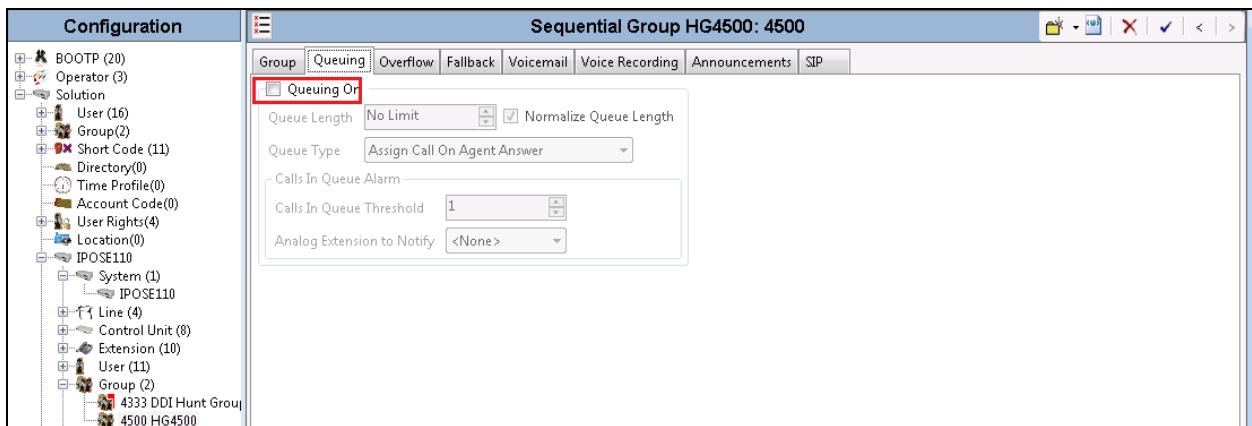 Configuration
Sequential Group HG4500: 4500
BOOTP (20)
Operator (3)
Solution
User (16)
Group(2)
Short Code (11)
Directory(0)
Time Profile(0)
Account Code(0)
User Rights(4)
Location(0)
IPOSE110
System (1)
IPOSE110
Line (4)
Control Unit (8)
Extension (10)
User (11)
Group (2)
4333 DDI Hunt Group
4500 HG4500
Group Queuing Overflow Fallback Voicemail Voice Recording Announcements SIP
Queuing On
Queue Length No Limit Normalize Queue Length
Queue Type Assign Call On Agent Answer
Calls In Queue Alarm
Calls In Queue Threshold 1
Analog Extension to Notify <None>